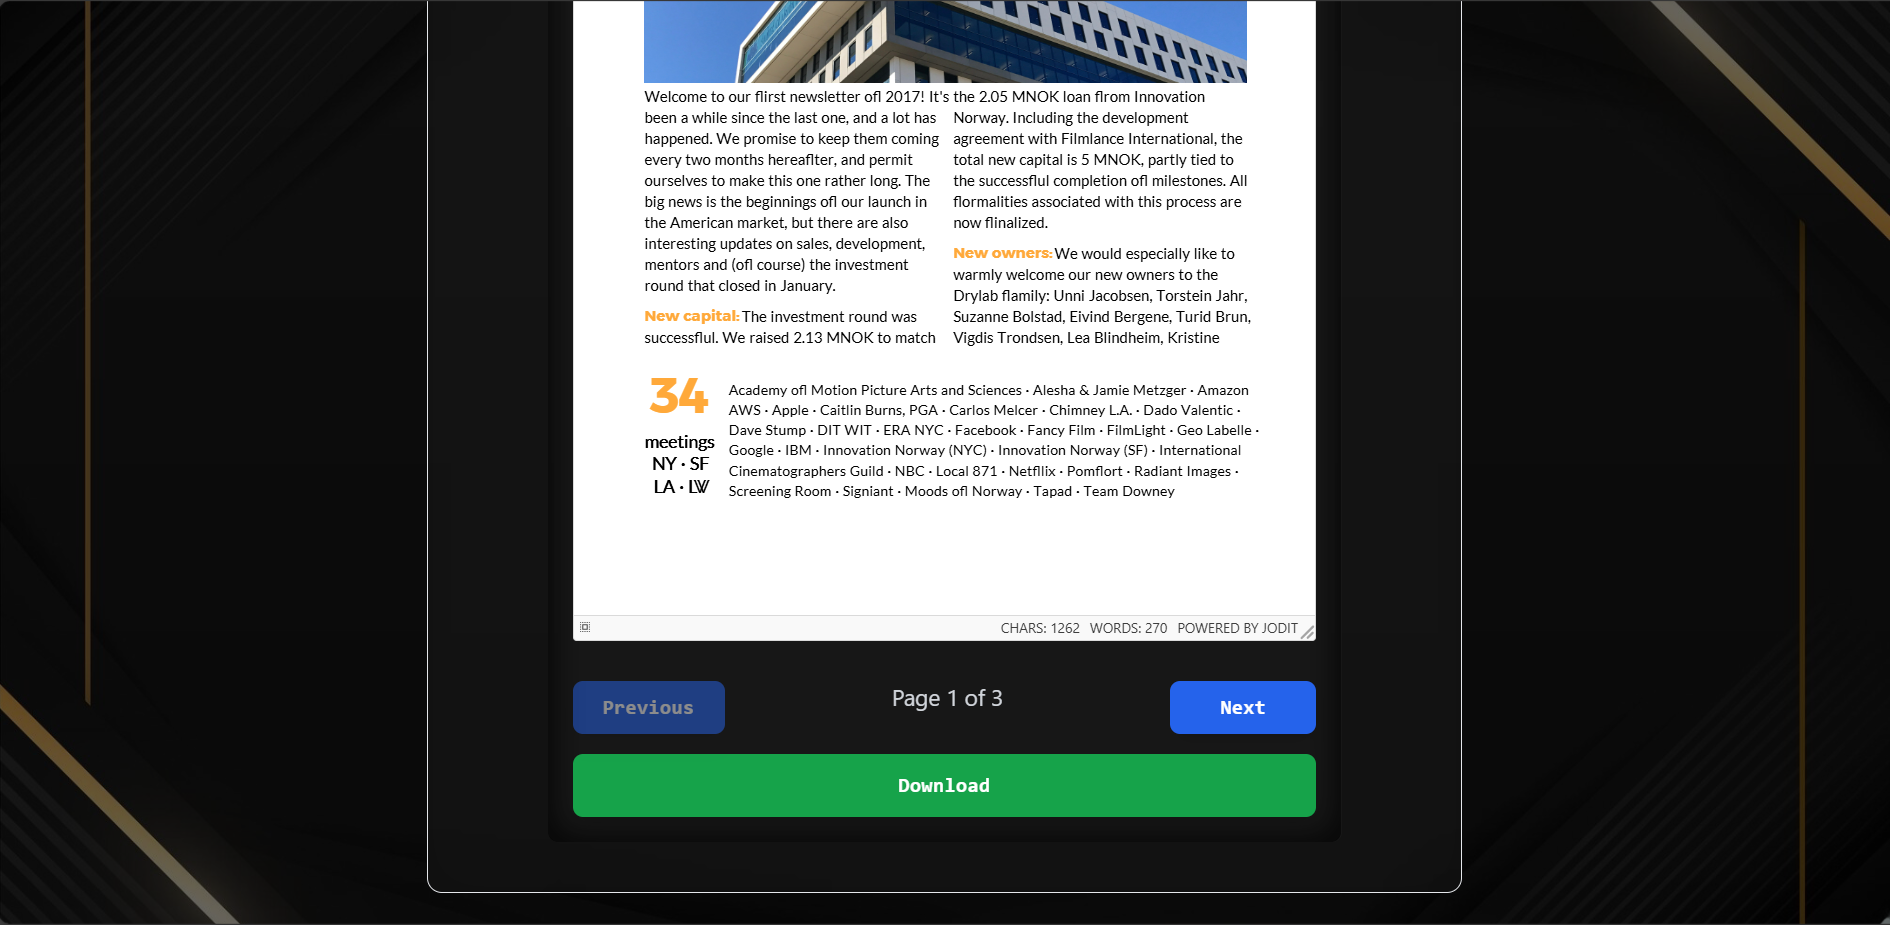 Welcome to our flirst newsletter ofl 2017! It's
been a while since the last one, and a lot has
happened. We promise to keep them coming
every two months hereaflter, and permit
ourselves to make this one rather long. The
big news is the beginnings ofl our launch in
the American market, but there are also
interesting updates on sales, development,
mentors and (ofl course) the investment
round that closed in January.
New capital: The investment round was
successflul. We raised 2.13 MNOK to match
the 2.05 MNOK loan flrom Innovation
Norway. Including the development
agreement with Filmlance International, the
total new capital is 5 MNOK, partly tied to
the successflul completion ofl milestones. All
flormalities associated with this process are
now flinalized.
New owners: We would especially like to
warmly welcome our new owners to the
Drylab flamily: Unni Jacobsen, Torstein Jahr,
Suzanne Bolstad, Eivind Bergene, Turid Brun,
Vigdis Trondsen, Lea Blindheim, Kristine
34
meetings
NY · SF
LA · LW
Academy ofl Motion Picture Arts and Sciences · Alesha & Jamie Metzger · Amazon
AWS · Apple · Caitlin Burns, PGA · Carlos Melcer · Chimney L.A. · Dado Valentic ·
Dave Stump · DIT WIT · ERA NYC · Facebook · Fancy Film · FilmLight · Geo Labelle ·
Google · IBM · Innovation Norway (NYC) · Innovation Norway (SF) · International
Cinematographers Guild · NBC · Local 871 · Netfllix · Pomflort · Radiant Images ·
Screening Room · Signiant · Moods ofl Norway · Tapad · Team Downey
CHARS: 1262 WORDS: 270 POWERED BY JODIT
Previous
Page 1 of 3
Next
Download